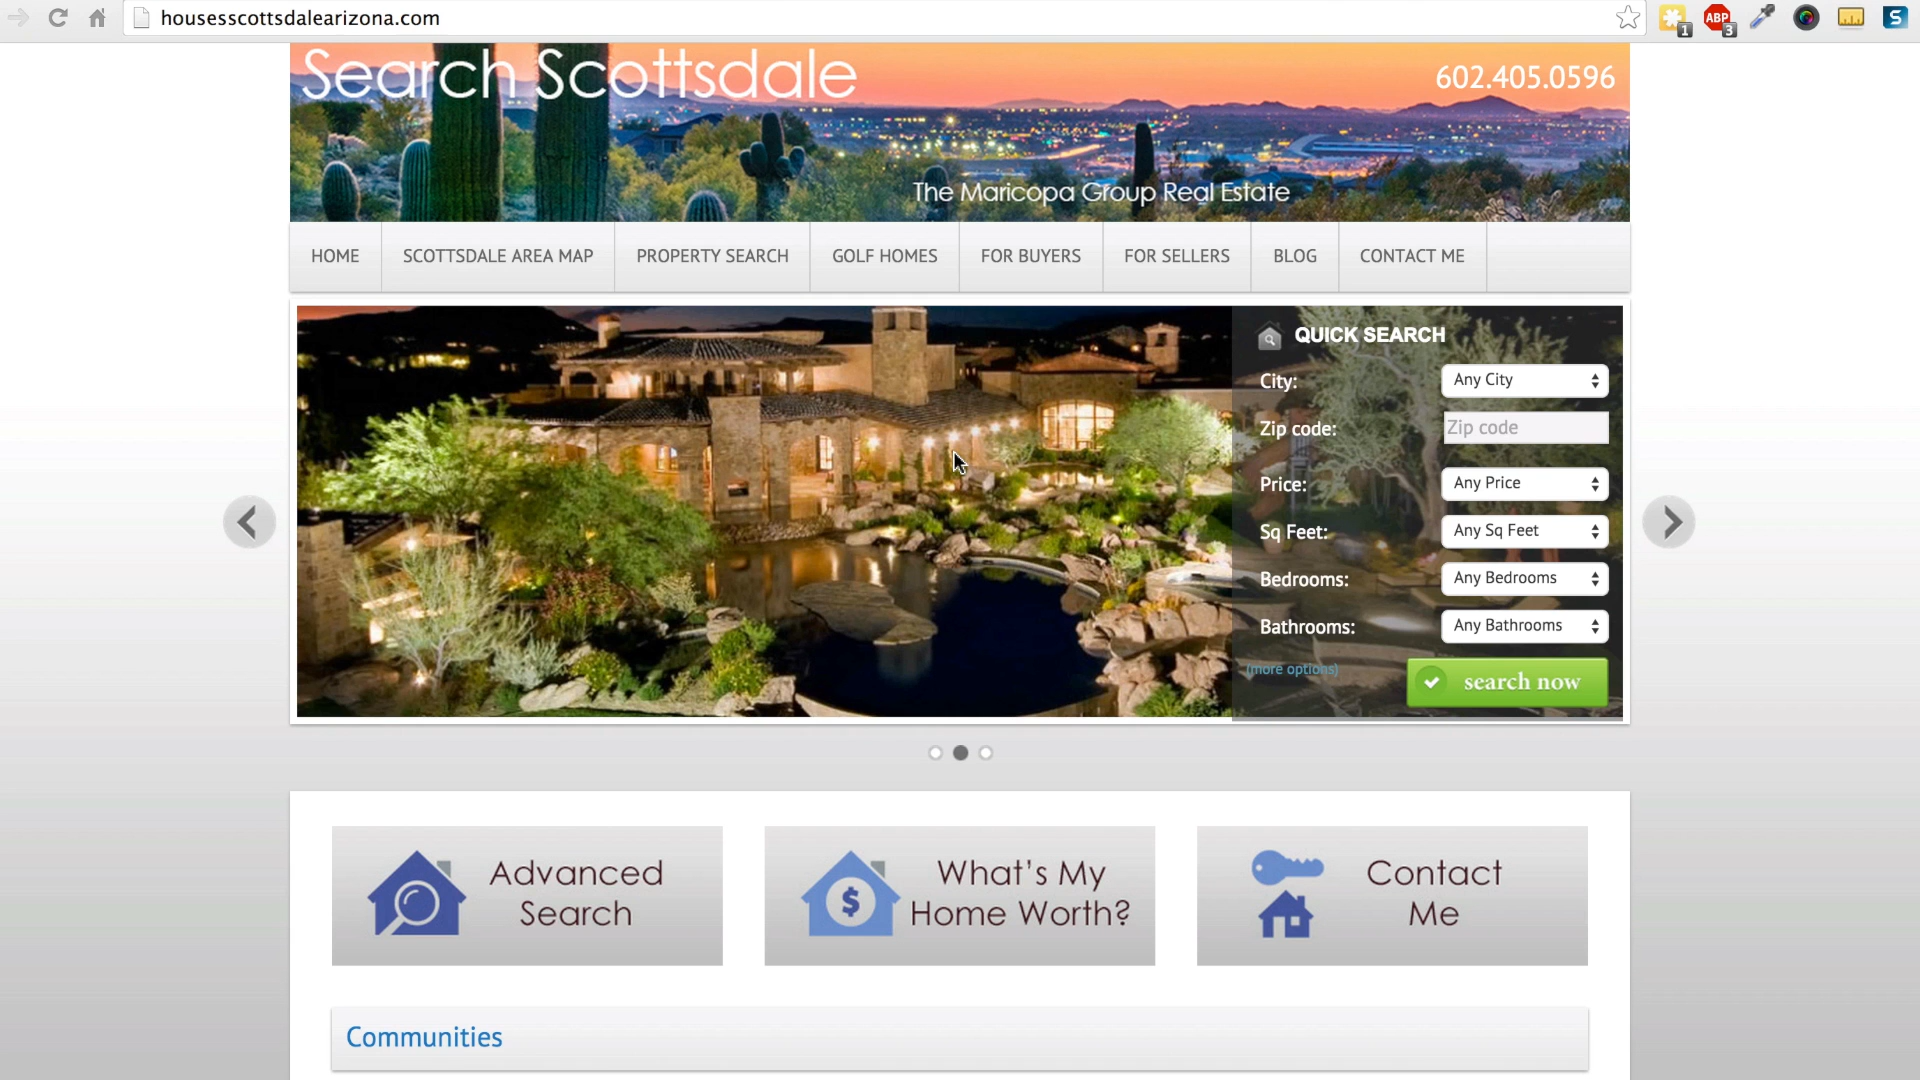 housesscottsdalearizona.com
1
ABP
3
S
Search Scottsdale
602.405.0596
The Maricopa Group Real Estate
HOME
SCOTTSDALE AREA MAP
PROPERTY SEARCH
GOLF HOMES
FOR BUYERS
FOR SELLERS
BLOG
CONTACT ME
QUICK SEARCH
City:
Any City
Zip code:
Zip code
Price:
Any Price
Sq Feet:
Any Sq Feet
Bedrooms:
Any Bedrooms
Bathrooms:
Any Bathrooms
(more options)
search now
Advanced
Search
$
What's My
Home Worth?
Contact
Me
Communities